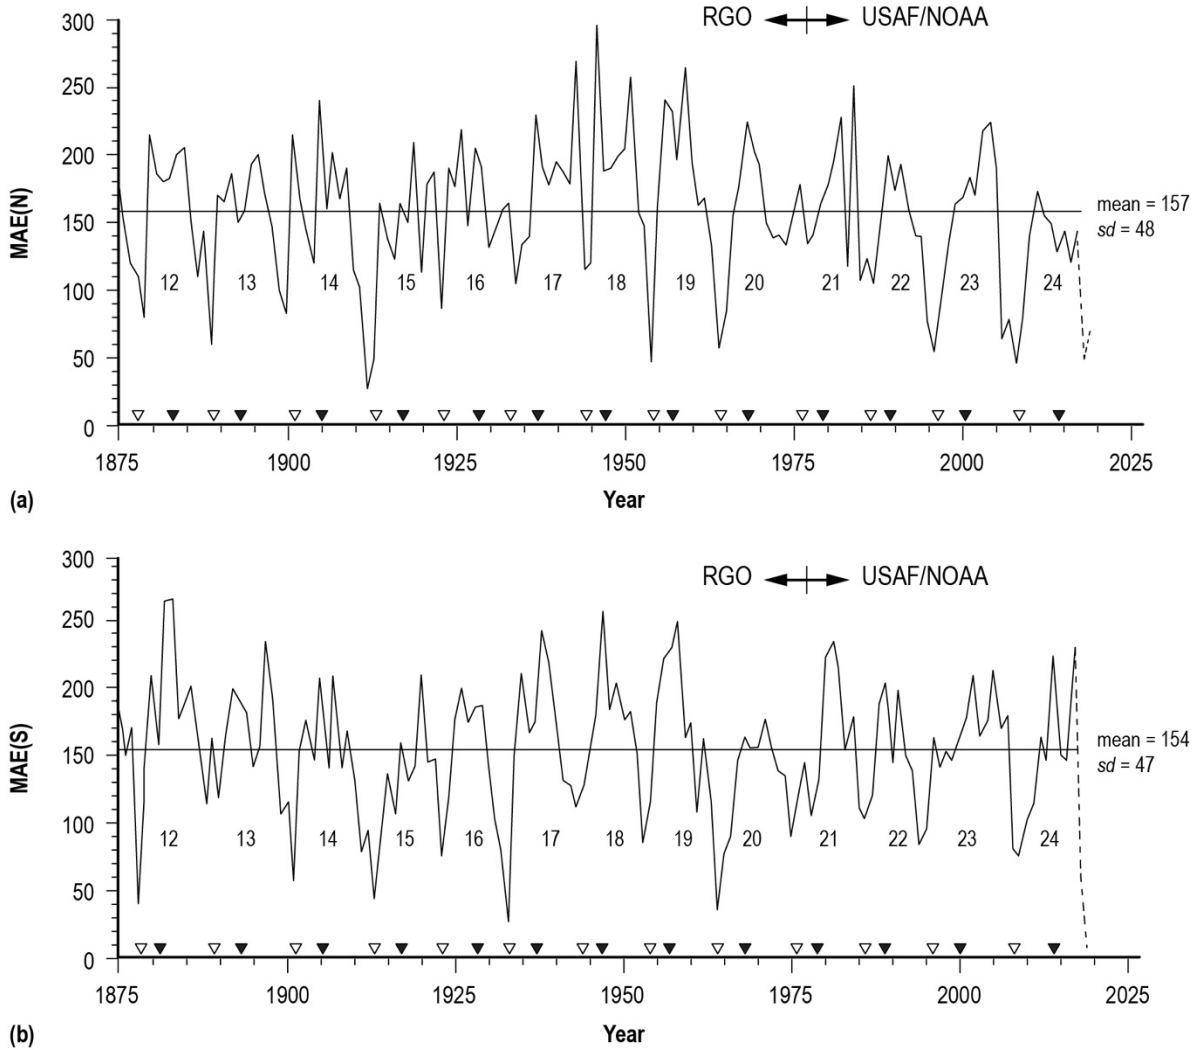 RGO USAF/NOAA
300
250
200
150
100
50
0
MAE(N)
mean = 157
sd = 48
12 13 14 15 16 17 18 19 20 21 22 23 24
1875 1900 1925 1950 1975 2000 2025
Year
(a)
RGO USAF/NOAA
300
250
200
150
100
50
0
MAE(S)
mean = 154
sd = 47
12 13 14 15 16 17 18 19 20 21 22 23 24
1875 1900 1925 1950 1975 2000 2025
Year
(b)